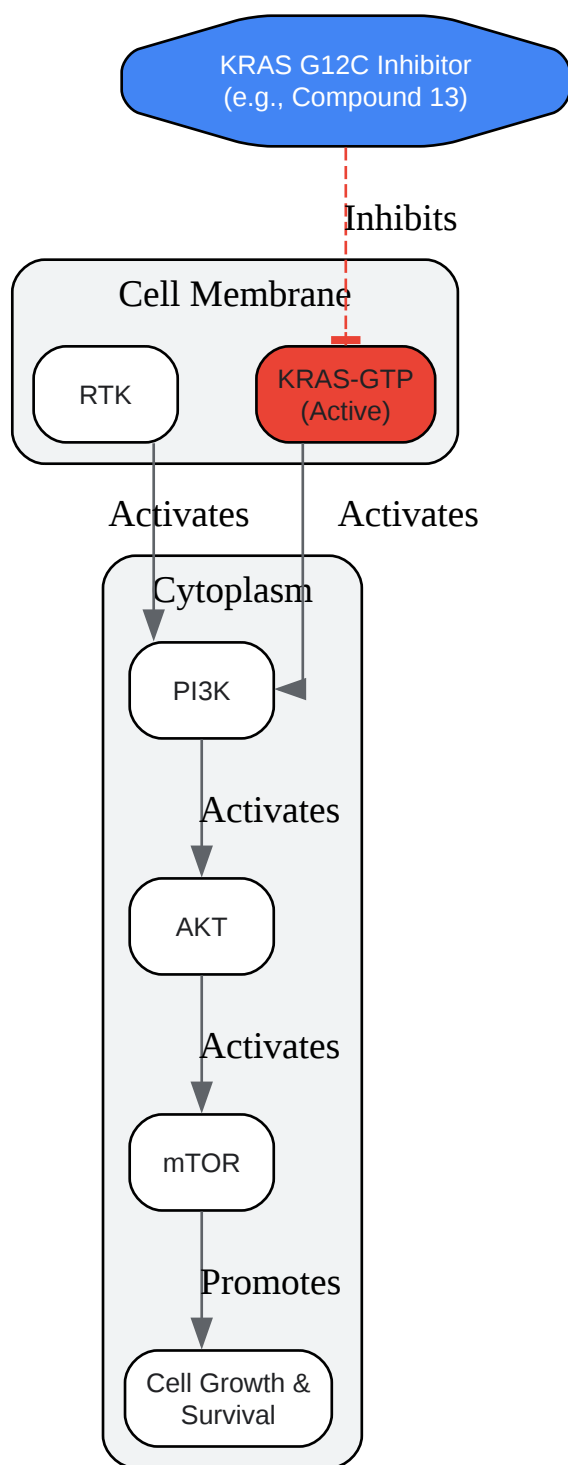 KRAS G12C Inhibitor
(e.g., Compound 13)
Inhibits
Cell Membrane
RTK
KRAS-GTP
(Active)
Activates
Activates
Cytoplasm
PI3K
Activates
AKT
Activates
mTOR
Promotes
Cell Growth &
Survival